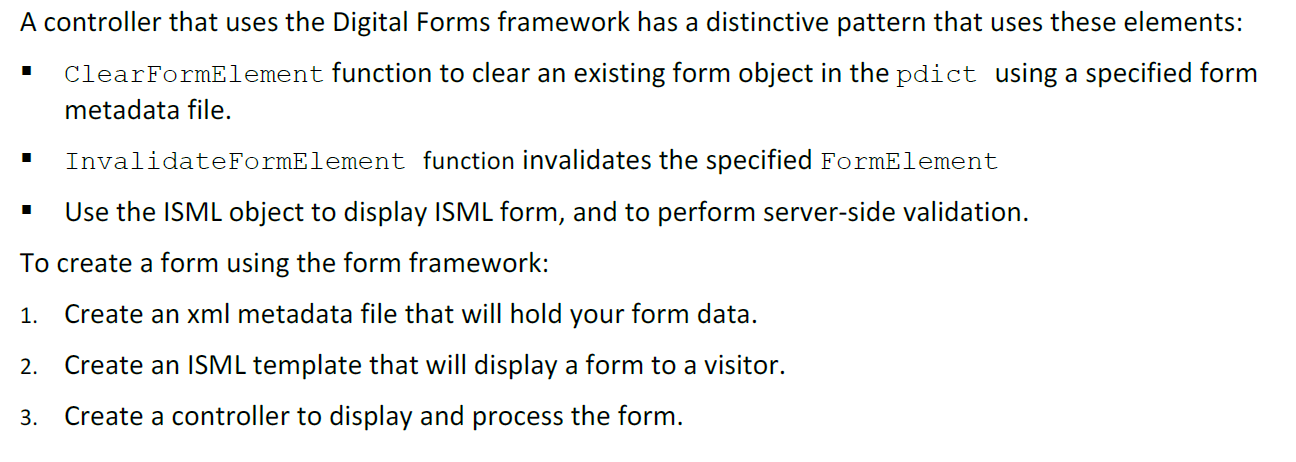 A controller that uses the Digital Forms framework has a distinctive pattern that uses these elements:
▪ ClearFormElement function to clear an existing form object in the pdict using a specified form
metadata file.
▪ InvalidateFormElement function invalidates the specified FormElement
▪ Use the ISML object to display ISML form, and to perform server-side validation.
To create a form using the form framework:
1. Create an xml metadata file that will hold your form data.
2. Create an ISML template that will display a form to a visitor.
3. Create a controller to display and process the form.